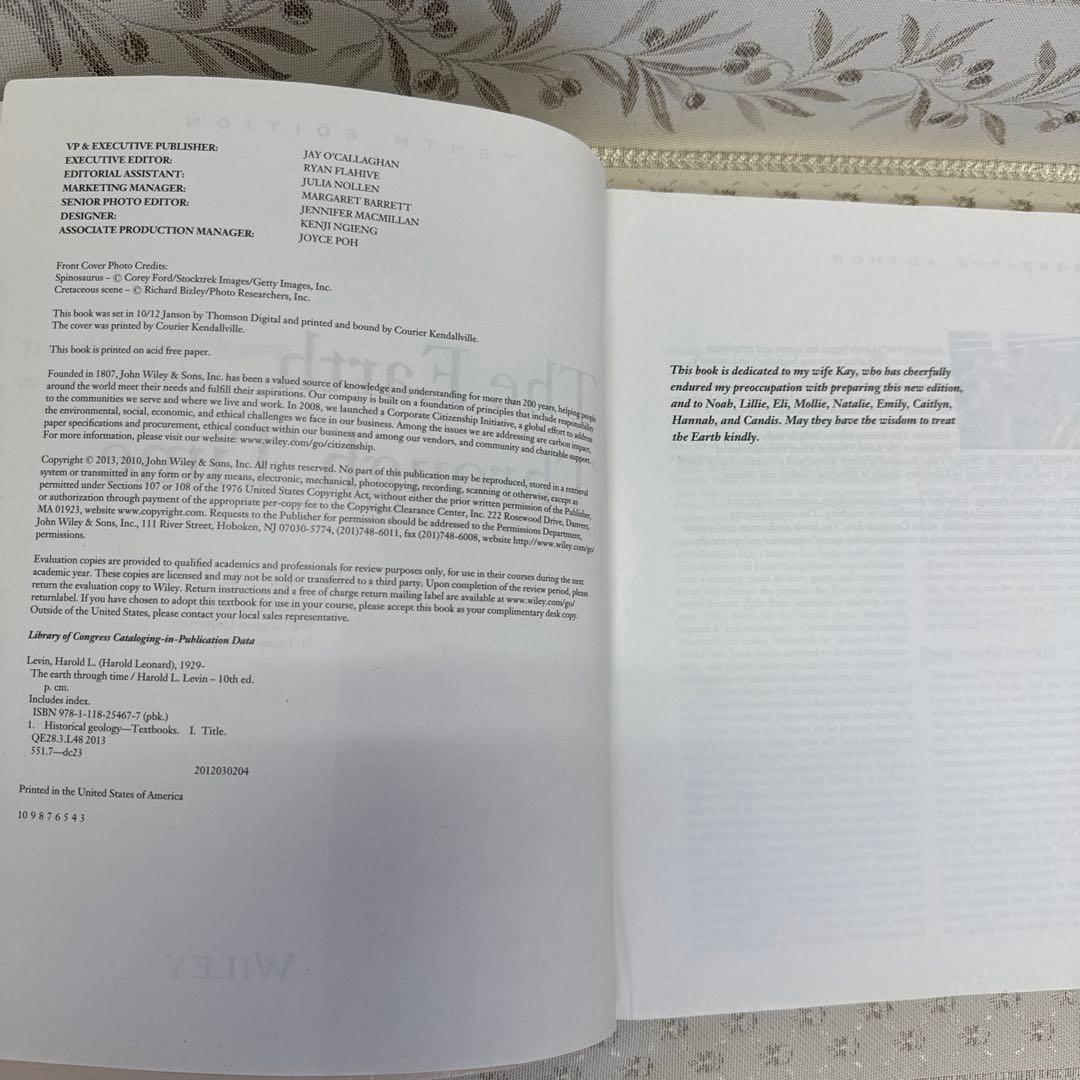 VP & EXECUTIVE PUBLISHER: JAY O'CALLAGHAN
EXECUTIVE EDITOR: RYAN FLAHIVE
EDITORIAL ASSISTANT: JULIA NOLLEN
MARKETING MANAGER: MARGARET BARRETT
SENIOR PHOTO EDITOR: JENNIFER MACMILLAN
DESIGNER: KENJI NGIENG
ASSOCIATE PRODUCTION MANAGER: JOYCE POH
Front Cover Photo Credits:
Spinosaurus – © Corey Ford/Stocktrek Images/Getty Images, Inc.
Cretaceous scene – © Richard Bizley/Photo Researchers, Inc.
This book was set in 10/12 Janson by Thomson Digital and printed and bound by Courier Kendallville.
The cover was printed by Courier Kendallville.
This book is printed on acid free paper.
Founded in 1807, John Wiley & Sons, Inc. has been a valued source of knowledge and understanding for more than 200 years, helping people
around the world meet their needs and fulfill their aspirations. Our company is built on a foundation of principles that include responsibility
to the communities we serve and where we live and work. In 2008, we launched a Corporate Citizenship Initiative, a global effort to address
the environmental, social, economic, and ethical challenges we face in our business. Among the issues we are addressing are carbon impact,
paper specifications and procurement, ethical conduct within our business and among our vendors, and community and charitable support.
For more information, please visit our website: www.wiley.com/go/citizenship.
Copyright © 2013, 2010, John Wiley & Sons, Inc. All rights reserved. No part of this publication may be reproduced, stored in a retrieval
system or transmitted in any form or by any means, electronic, mechanical, photocopying, recording, scanning or otherwise, except as
permitted under Sections 107 or 108 of the 1976 United States Copyright Act, without either the prior written permission of the Publisher,
or authorization through payment of the appropriate per-copy fee to the Copyright Clearance Center, Inc. 222 Rosewood Drive, Danvers,
MA 01923, website www.copyright.com. Requests to the Publisher for permission should be addressed to the Permissions Department,
John Wiley & Sons, Inc., 111 River Street, Hoboken, NJ 07030-5774, (201)748-6011, fax (201)748-6008, website http://www.wiley.com/go/
permissions.
Evaluation copies are provided to qualified academics and professionals for review purposes only, for use in their courses during the next
academic year. These copies are licensed and may not be sold or transferred to a third party. Upon completion of the review period, please
return the evaluation copy to Wiley. Return instructions and a free of charge return mailing label are available at www.wiley.com/go/
returnlabel. If you have chosen to adopt this textbook for use in your course, please accept this book as your complimentary desk copy.
Outside of the United States, please contact your local sales representative.
Library of Congress Cataloging-in-Publication Data
Levin, Harold L. (Harold Leonard), 1929-
The earth through time / Harold L. Levin – 10th ed.
p. cm.
Includes index.
ISBN 978-1-118-25467-7 (pbk.)
1. Historical geology—Textbooks. I. Title.
QE28.3.L48 2013
551.7—dc23
2012030204
Printed in the United States of America
10 9 8 7 6 5 4 3
This book is dedicated to my wife Kay, who has cheerfully
endured my preoccupation with preparing this new edition,
and to Noah, Lillie, Eli, Mollie, Natalie, Emily, Caitlyn,
Hannah, and Candis. May they have the wisdom to treat
the Earth kindly.